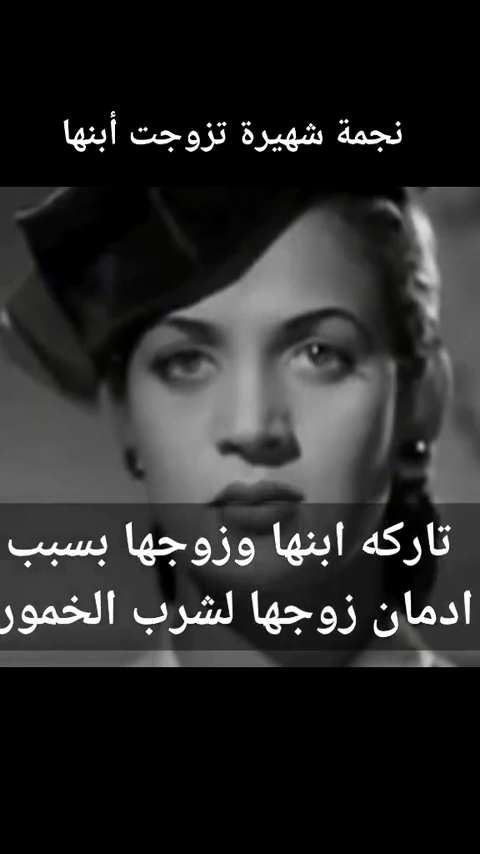 نجمة شهيرة تزوجت أبنها
تاركه ابنها وزوجها بسبب
ادمان زوجها لشرب الخمور